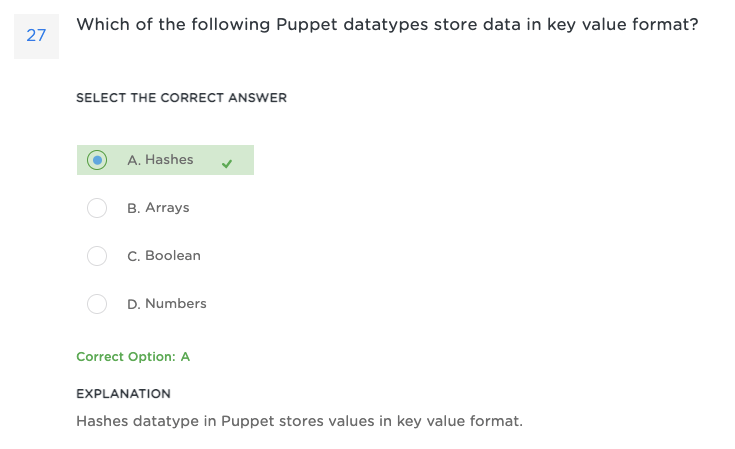 27
Which of the following Puppet datatypes store data in key value format?
SELECT THE CORRECT ANSWER
A. Hashes
B. Arrays
C. Boolean
D. Numbers
Correct Option: A
EXPLANATION
Hashes datatype in Puppet stores values in key value format.